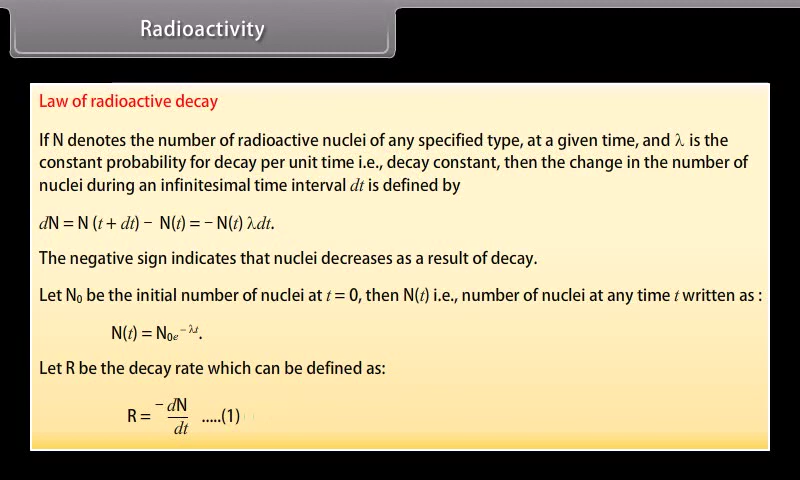 Radioactivity
Law of radioactive decay
If N denotes the number of radioactive nuclei of any specified type, at a given time, and λ is the
constant probability for decay per unit time i.e., decay constant, then the change in the number of
nuclei during an infinitesimal time interval dt is defined by
dN = N (t + dt) − N(t) = − N(t) λdt.
The negative sign indicates that nuclei decreases as a result of decay.
Let N₀ be the initial number of nuclei at t = 0, then N(t) i.e., number of nuclei at any time t written as :
N(t) = N₀e^−λt.
Let R be the decay rate which can be defined as:
R = −dN/dt .....(1)